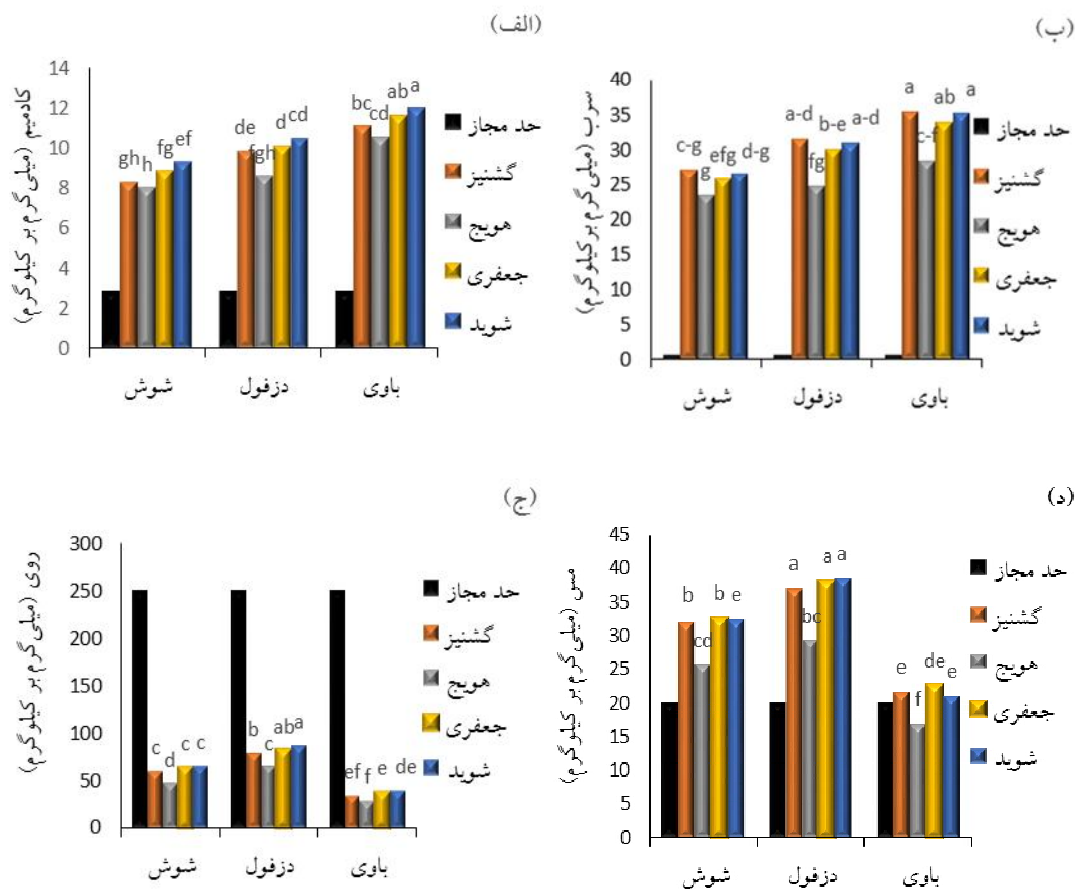 (الف)
کادمیم (میلی‌گرم بر کیلوگرم)
14
12
10
8
6
4
2
0
gh h fg ef
de fgh d cd
bc cd ab a
شوش دزفول باوی
حد مجاز
گشنیز
هویج
جعفری
شوید
(ب)
سرب (میلی‌گرم بر کیلوگرم)
40
35
30
25
20
15
10
5
0
c-g g efg d-g
a-d fg b-e a-d
a c-f ab a
شوش دزفول باوی
حد مجاز
گشنیز
هویج
جعفری
شوید
(ج)
روی (میلی‌گرم بر کیلوگرم)
300
250
200
150
100
50
0
c d c c
b c ab a
ef f e de
شوش دزفول باوی
حد مجاز
گشنیز
هویج
جعفری
شوید
(د)
مس (میلی‌گرم بر کیلوگرم)
45
40
35
30
25
20
15
10
5
0
b cd b e
a bc a a
e f de e
شوش دزفول باوی
حد مجاز
گشنیز
هویج
جعفری
شوید